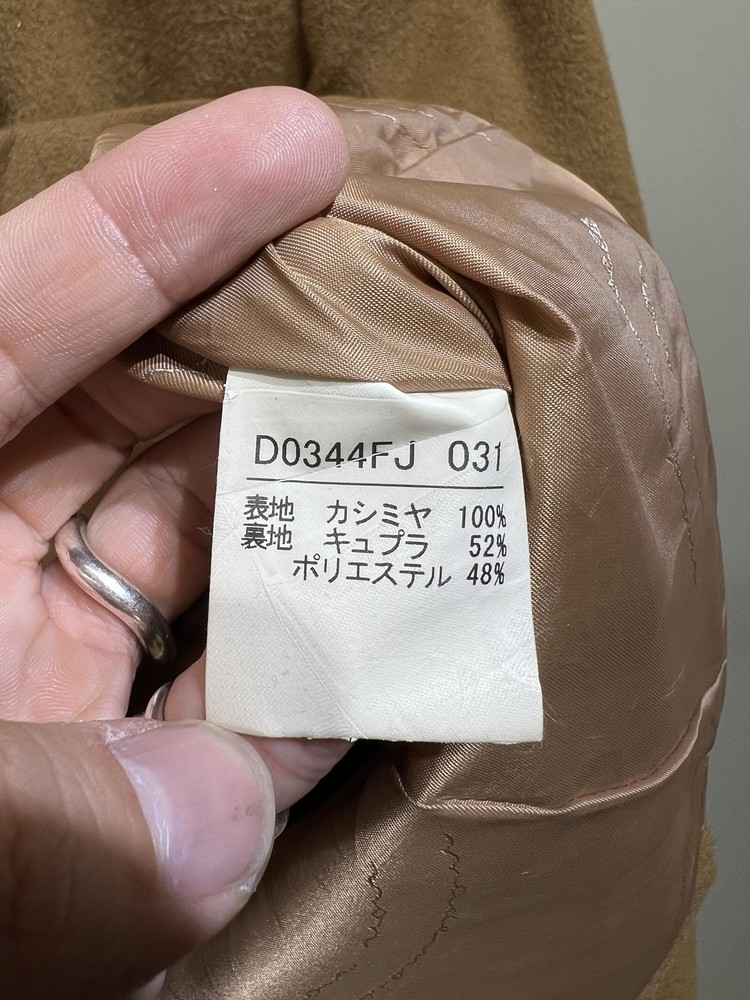 D0344FJ 031
表地 カシミヤ 100%
裏地 キュプラ 52%
ポリエステル 48%